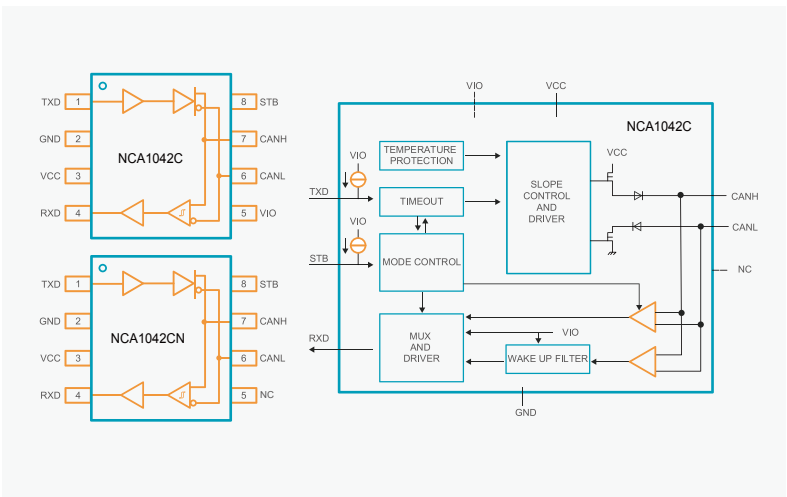 TXD 1 8 STB
GND 2 7 CANH
NCA1042C
VCC 3 6 CANL
RXD 4 5 VIO
TXD 1 8 STB
GND 2 7 CANH
NCA1042CN
VCC 3 6 CANL
RXD 4 5 NC
VIO VCC
NCA1042C
TEMPERATURE
PROTECTION
VIO
VCC
TXD
TIMEOUT
SLOPE
CONTROL
AND
DRIVER
CANH
VIO
CANL
STB
MODE CONTROL
NC
RXD
MUX
AND
DRIVER
VIO
WAKE UP FILTER
GND